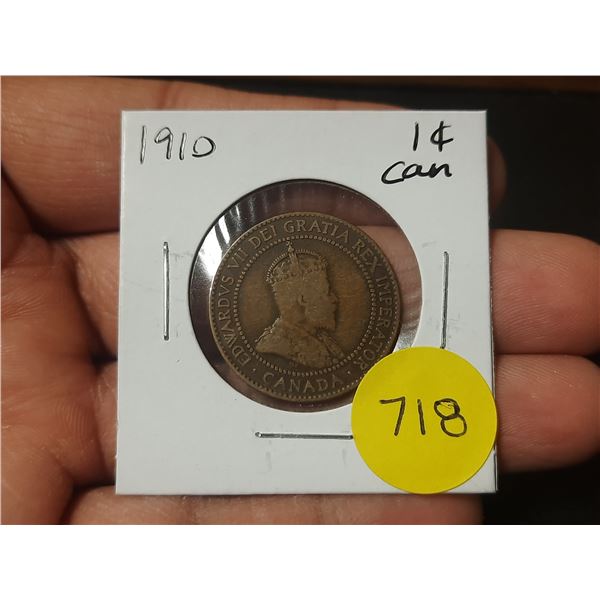 1910
1¢
can
EDWARDVS VII DEI GRATIA REX IMPERATOR
· CANADA ·
718